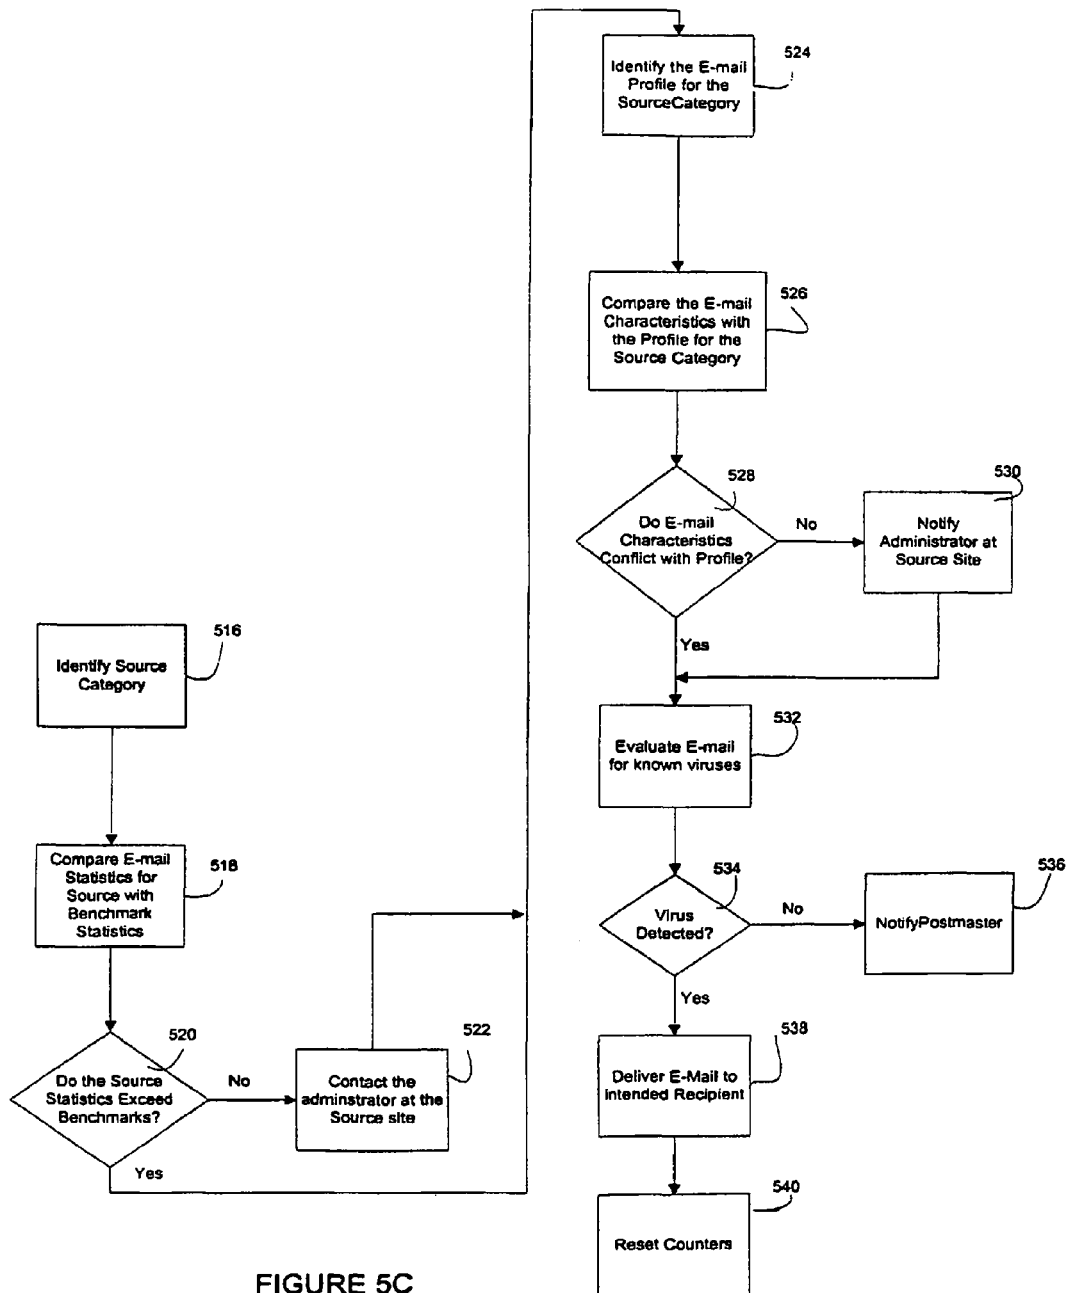 Identify Source
Category
516
Compare E-mail
Statistics for
Source with
Benchmark
Statistics
518
Do the Source
Statistics Exceed
Benchmarks?
520
No
Yes
Contact the
adminstrator at the
Source site
522
Identify the E-mail
Profile for the
SourceCategory
524
Compare the E-mail
Characteristics with
the Profile for the
Source Category
526
Do E-mail
Characteristics
Conflict with Profile?
528
No
Yes
Notify
Administrator at
Source Site
530
Evaluate E-mail
for known viruses
532
Virus
Detected?
534
No
Yes
NotifyPostmaster
536
Deliver E-Mail to
Intended Recipient
538
Reset Counters
540
FIGURE 5C